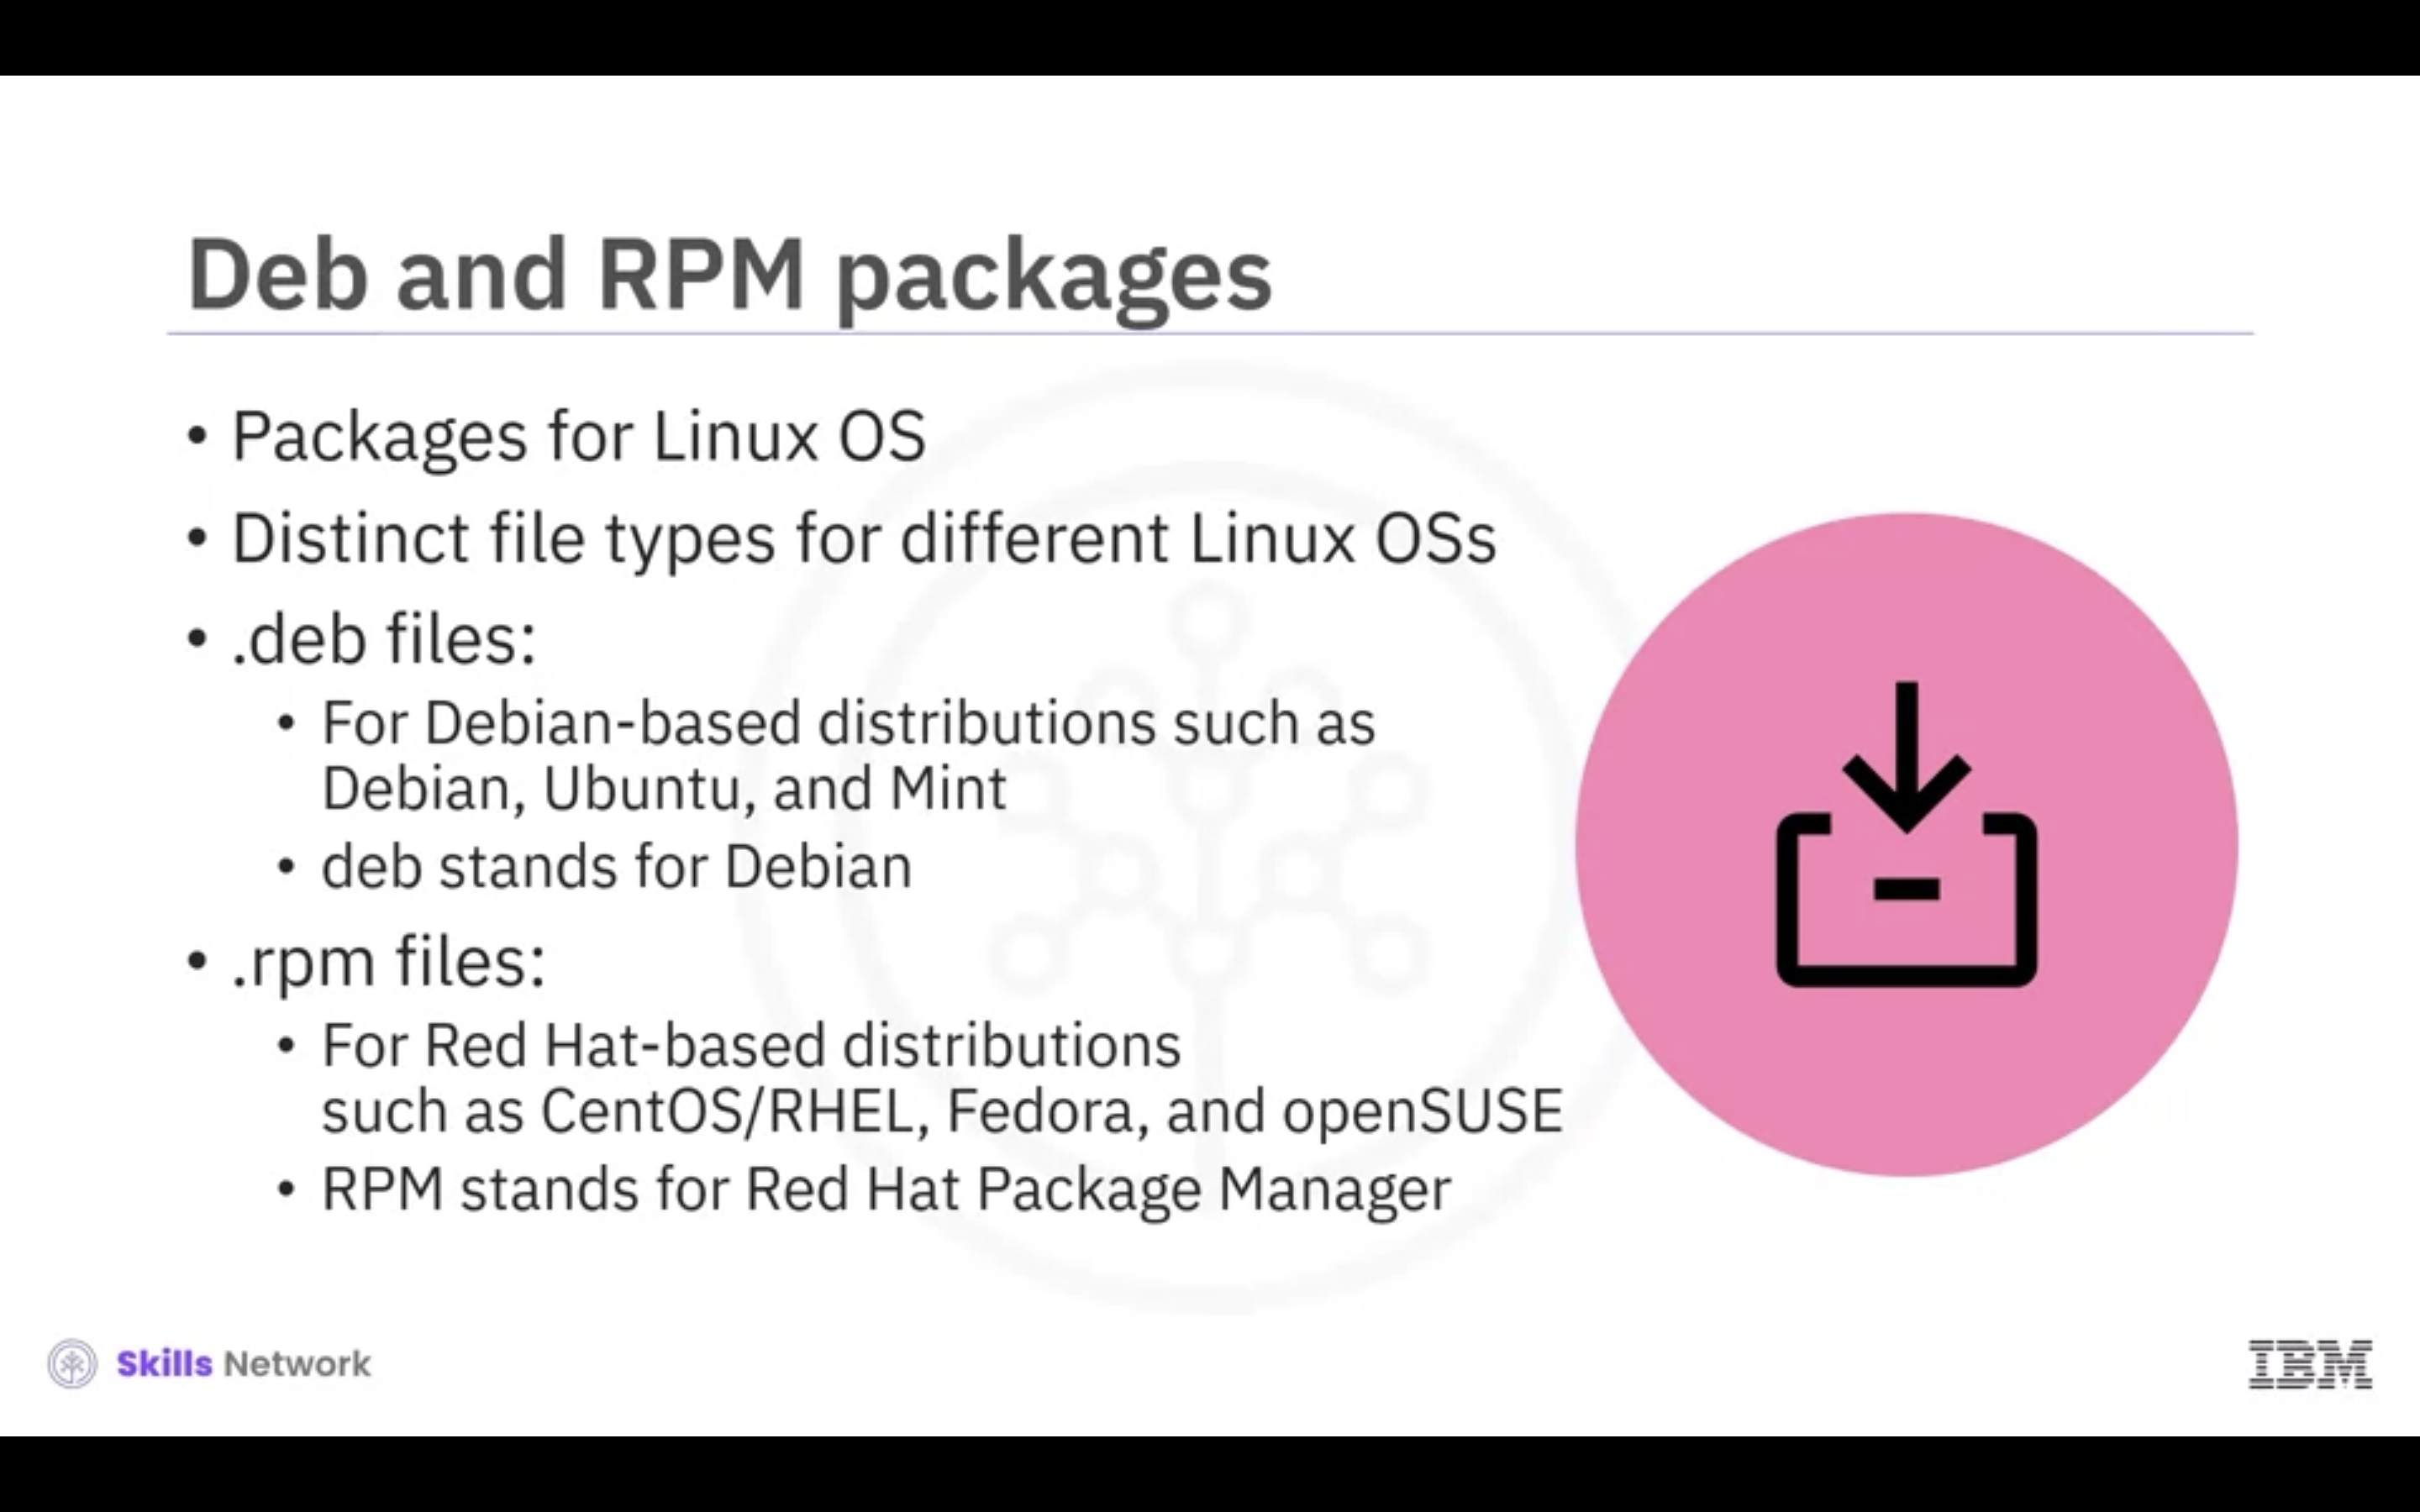 Deb and RPM packages
• Packages for Linux OS
• Distinct file types for different Linux OSs
• .deb files:
• For Debian-based distributions such as
Debian, Ubuntu, and Mint
• deb stands for Debian
• .rpm files:
• For Red Hat-based distributions
such as CentOS/RHEL, Fedora, and openSUSE
• RPM stands for Red Hat Package Manager
Skills Network
IBM